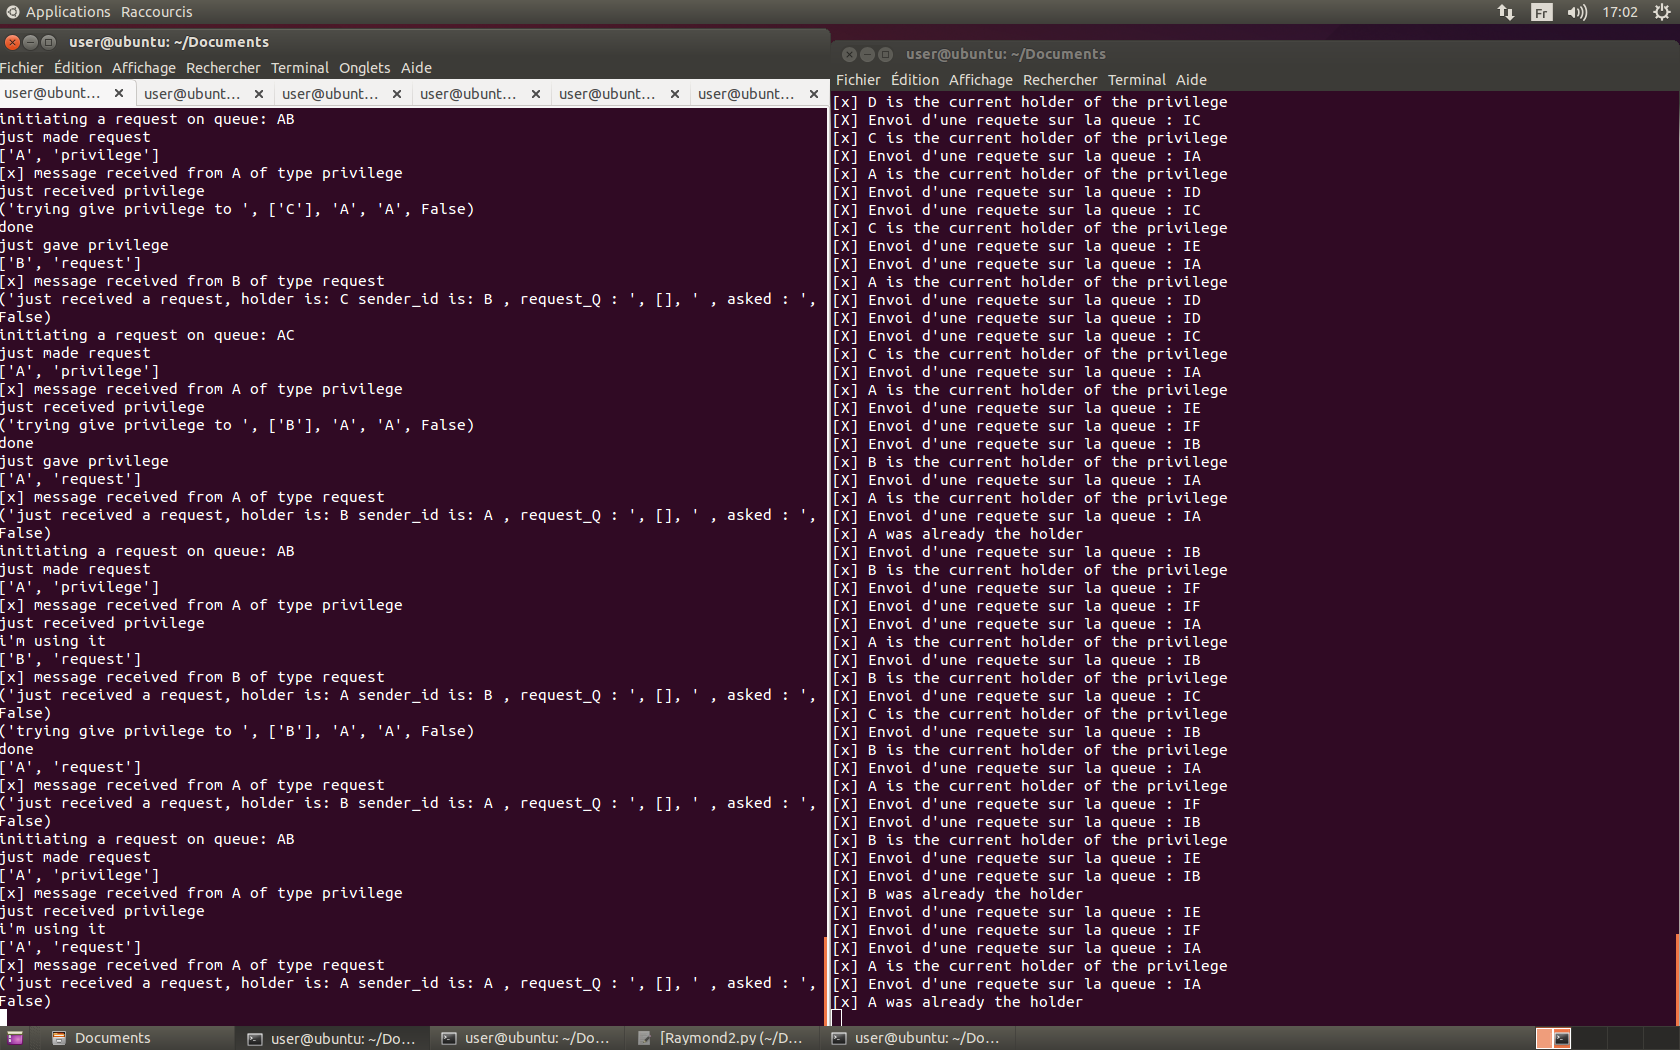 Applications Raccourcis
Fr 17:02
user@ubuntu: ~/Documents
Fichier Édition Affichage Rechercher Terminal Onglets Aide
user@ubunt... × user@ubunt... × user@ubunt... × user@ubunt... × user@ubunt... × user@ubunt... ×
initiating a request on queue: AB
just made request
['A', 'privilege']
[x] message received from A of type privilege
just received privilege
('trying give privilege to ', ['C'], 'A', 'A', False)
done
just gave privilege
['B', 'request']
[x] message received from B of type request
('just received a request, holder is: C sender_id is: B , request_Q : ', [], ' , asked : ',
False)
initiating a request on queue: AC
just made request
['A', 'privilege']
[x] message received from A of type privilege
just received privilege
('trying give privilege to ', ['B'], 'A', 'A', False)
done
just gave privilege
['A', 'request']
[x] message received from A of type request
('just received a request, holder is: B sender_id is: A , request_Q : ', [], ' , asked : ',
False)
initiating a request on queue: AB
just made request
['A', 'privilege']
[x] message received from A of type privilege
just received privilege
i'm using it
['B', 'request']
[x] message received from B of type request
('just received a request, holder is: A sender_id is: B , request_Q : ', [], ' , asked : ',
False)
('trying give privilege to ', ['B'], 'A', 'A', False)
done
['A', 'request']
[x] message received from A of type request
('just received a request, holder is: B sender_id is: A , request_Q : ', [], ' , asked : ',
False)
initiating a request on queue: AB
just made request
['A', 'privilege']
[x] message received from A of type privilege
just received privilege
i'm using it
['A', 'request']
[x] message received from A of type request
('just received a request, holder is: A sender_id is: A , request_Q : ', [], ' , asked : ',
False)
user@ubuntu: ~/Documents
Fichier Édition Affichage Rechercher Terminal Aide
[x] D is the current holder of the privilege
[X] Envoi d'une requete sur la queue : IC
[x] C is the current holder of the privilege
[X] Envoi d'une requete sur la queue : IA
[x] A is the current holder of the privilege
[X] Envoi d'une requete sur la queue : ID
[X] Envoi d'une requete sur la queue : IC
[x] C is the current holder of the privilege
[X] Envoi d'une requete sur la queue : IE
[X] Envoi d'une requete sur la queue : IA
[x] A is the current holder of the privilege
[X] Envoi d'une requete sur la queue : ID
[X] Envoi d'une requete sur la queue : ID
[X] Envoi d'une requete sur la queue : IC
[x] C is the current holder of the privilege
[X] Envoi d'une requete sur la queue : IA
[x] A is the current holder of the privilege
[X] Envoi d'une requete sur la queue : IE
[X] Envoi d'une requete sur la queue : IF
[X] Envoi d'une requete sur la queue : IB
[x] B is the current holder of the privilege
[X] Envoi d'une requete sur la queue : IA
[x] A is the current holder of the privilege
[X] Envoi d'une requete sur la queue : IA
[x] A was already the holder
[X] Envoi d'une requete sur la queue : IB
[x] B is the current holder of the privilege
[X] Envoi d'une requete sur la queue : IF
[X] Envoi d'une requete sur la queue : IF
[X] Envoi d'une requete sur la queue : IA
[x] A is the current holder of the privilege
[X] Envoi d'une requete sur la queue : IB
[x] B is the current holder of the privilege
[X] Envoi d'une requete sur la queue : IC
[x] C is the current holder of the privilege
[X] Envoi d'une requete sur la queue : IB
[x] B is the current holder of the privilege
[X] Envoi d'une requete sur la queue : IA
[x] A is the current holder of the privilege
[X] Envoi d'une requete sur la queue : IF
[X] Envoi d'une requete sur la queue : IB
[x] B is the current holder of the privilege
[X] Envoi d'une requete sur la queue : IE
[X] Envoi d'une requete sur la queue : IB
[x] B was already the holder
[X] Envoi d'une requete sur la queue : IE
[X] Envoi d'une requete sur la queue : IF
[X] Envoi d'une requete sur la queue : IA
[x] A is the current holder of the privilege
[X] Envoi d'une requete sur la queue : IA
[x] A was already the holder
Documents user@ubuntu: ~/Do... user@ubuntu: ~/Do... [Raymond2.py (~/D... user@ubuntu: ~/Do...